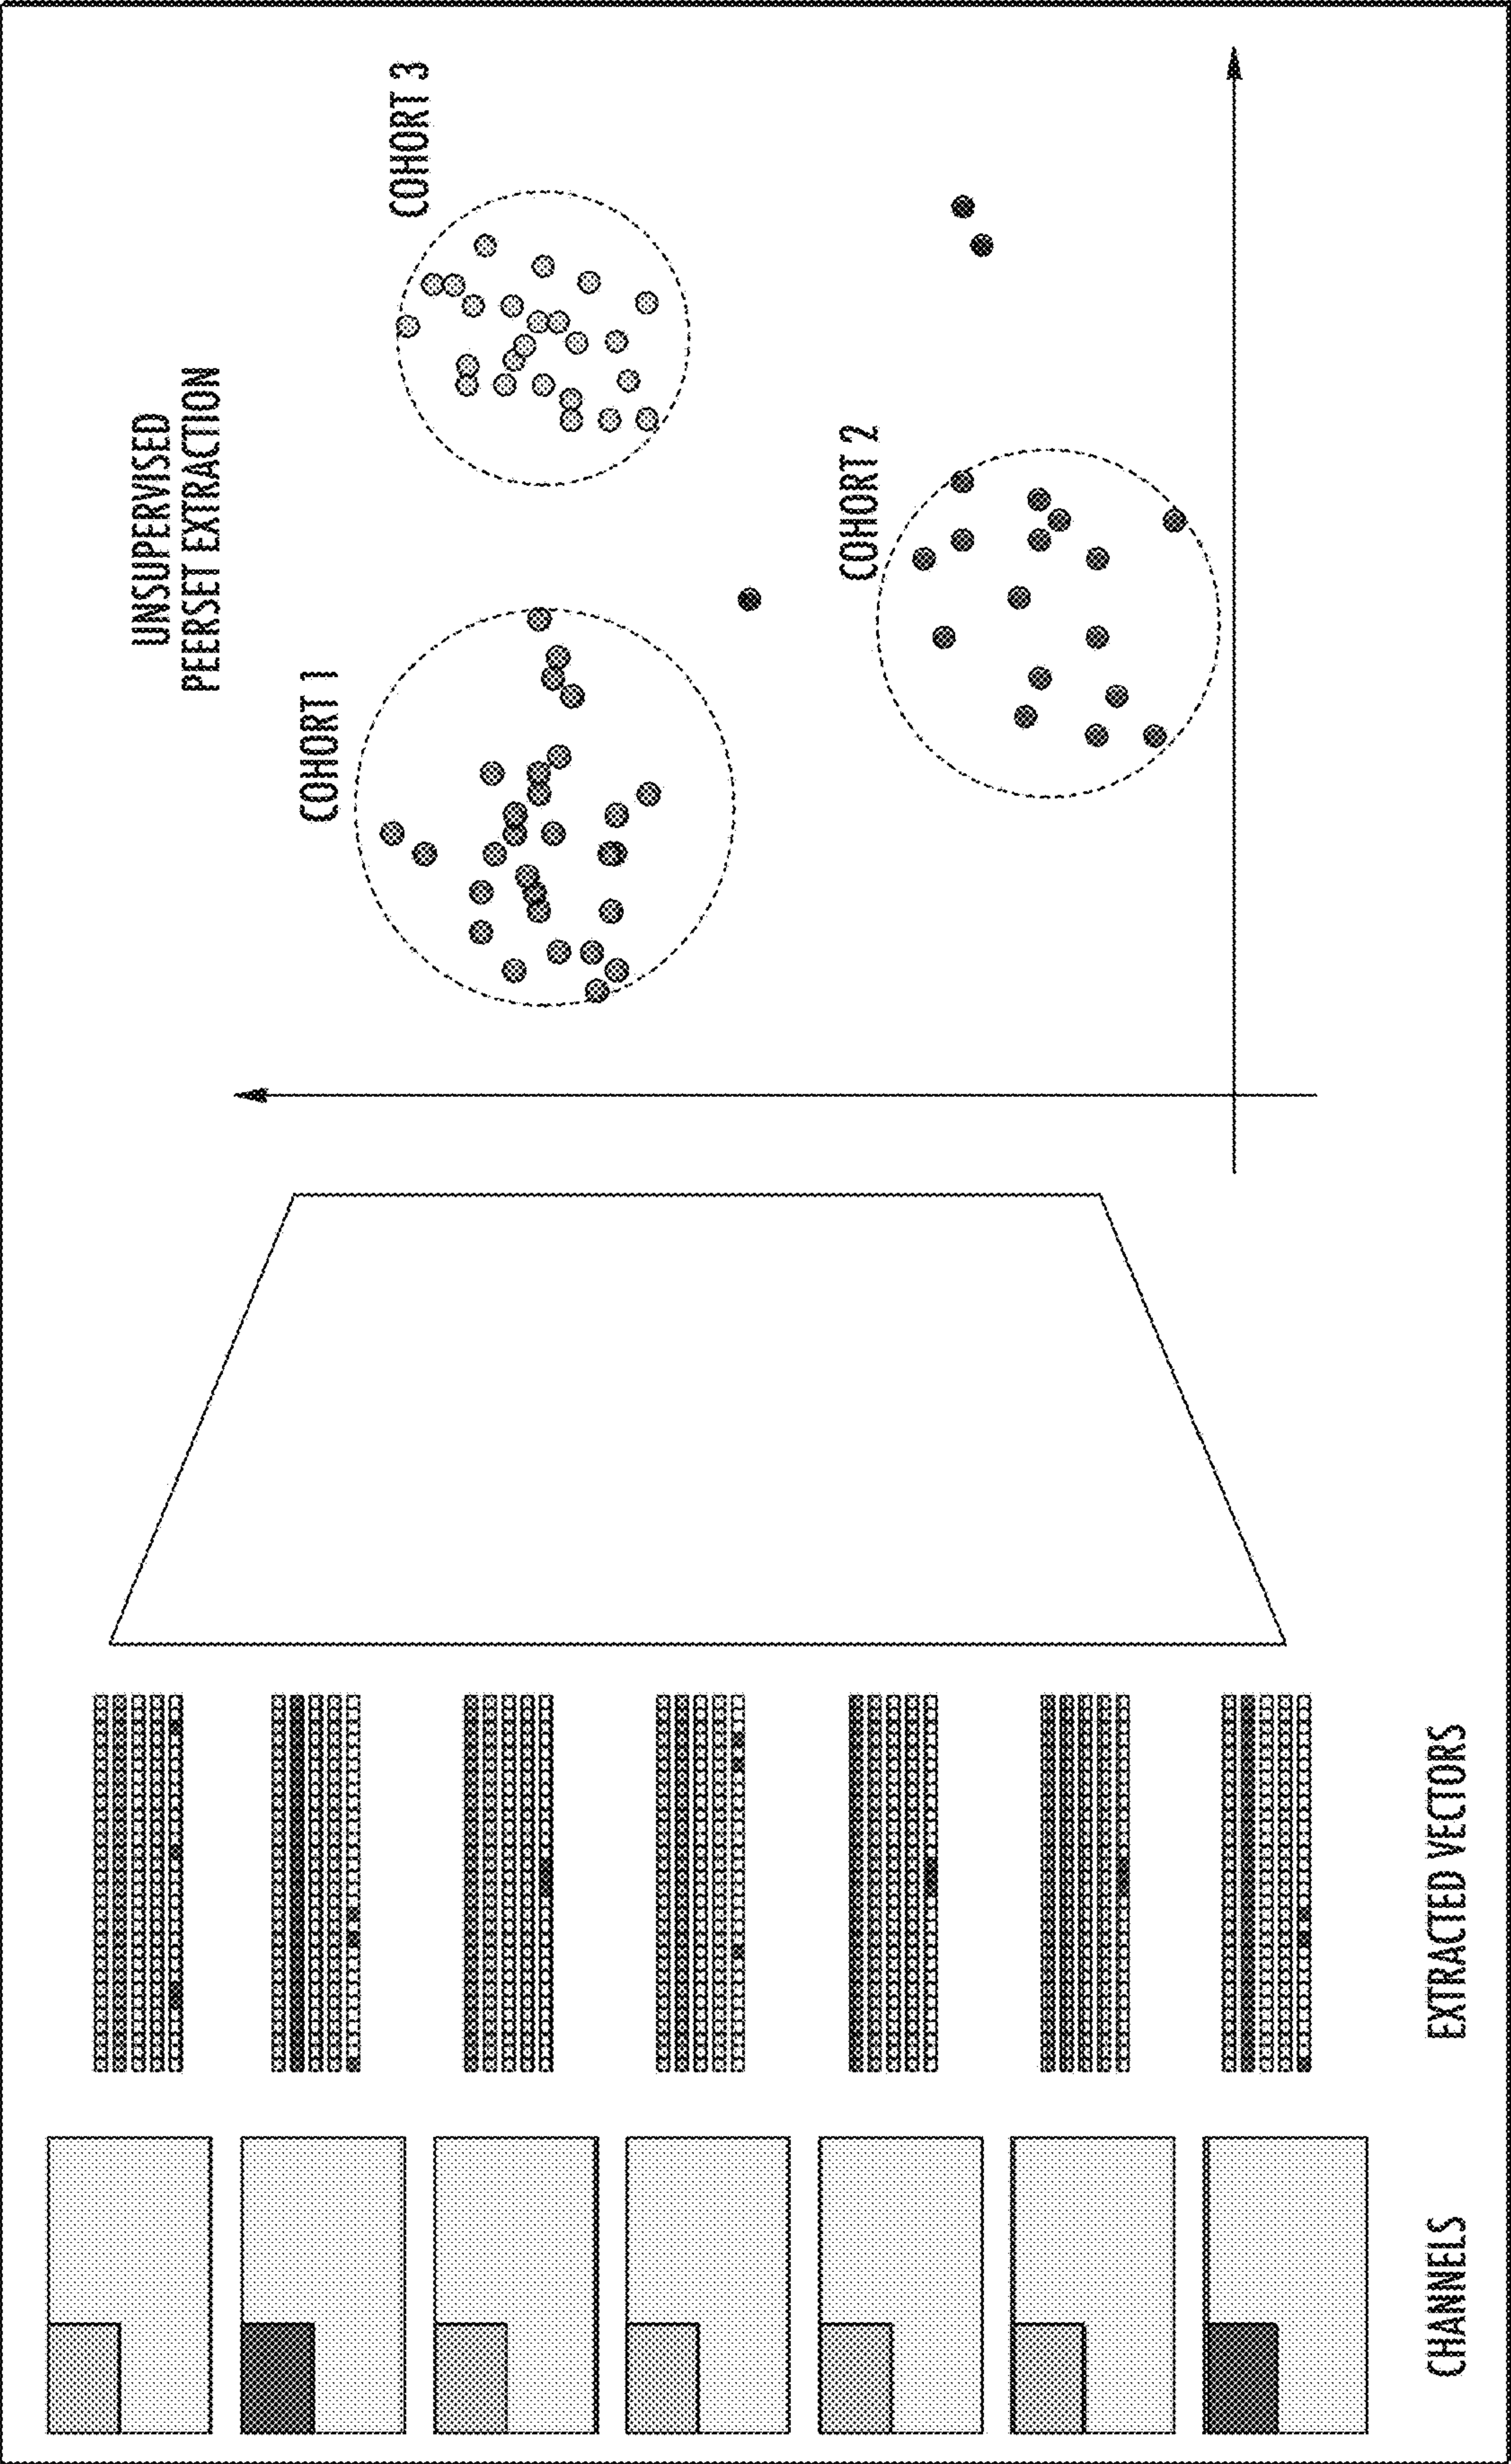 UNSUPERVISED
PEERSET EXTRACTION
COHORT 1
COHORT 3
COHORT 2
CHANNELS
EXTRACTED VECTORS